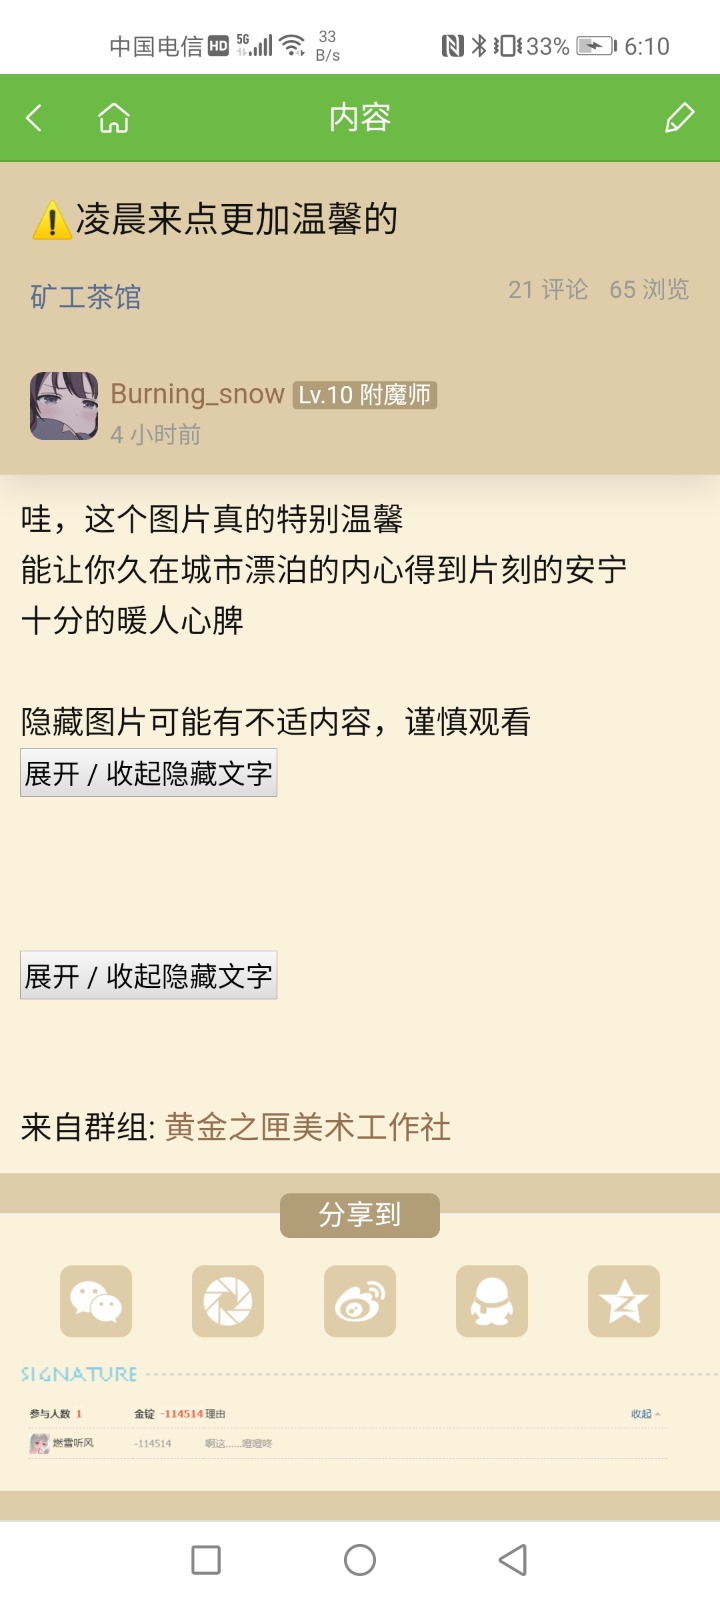 中国电信 HD 5G 33 B/s 33% 6:10
内容
⚠️凌晨来点更加温馨的
矿工茶馆 21 评论 65 浏览
Burning_snow Lv.10 附魔师
4 小时前
哇，这个图片真的特别温馨
能让你久在城市漂泊的内心得到片刻的安宁
十分的暖人心脾
隐藏图片可能有不适内容，谨慎观看
展开 / 收起隐藏文字
展开 / 收起隐藏文字
来自群组: 黄金之匣美术工作社
分享到
SIGNATURE
参与人数 1 金锭 -114514 理由 收起
燃雪听风 -114514 啊这……噔噔咚